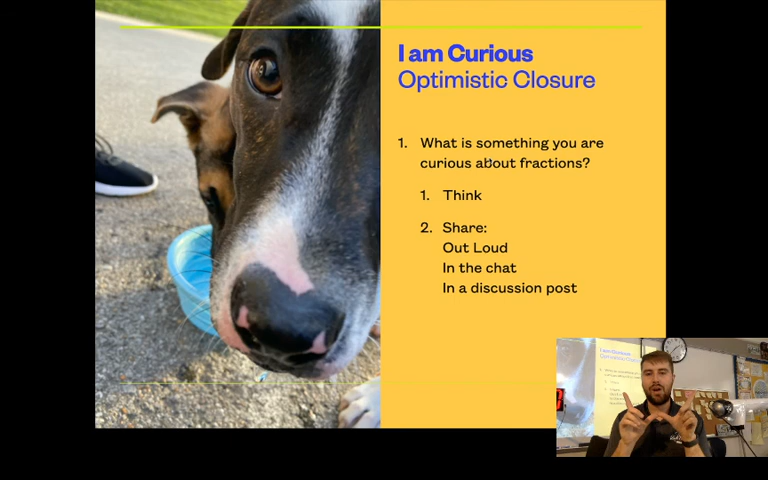 I am Curious
Optimistic Closure
1. What is something you are
curious about fractions?
1. Think
2. Share:
Out Loud
In the chat
In a discussion post